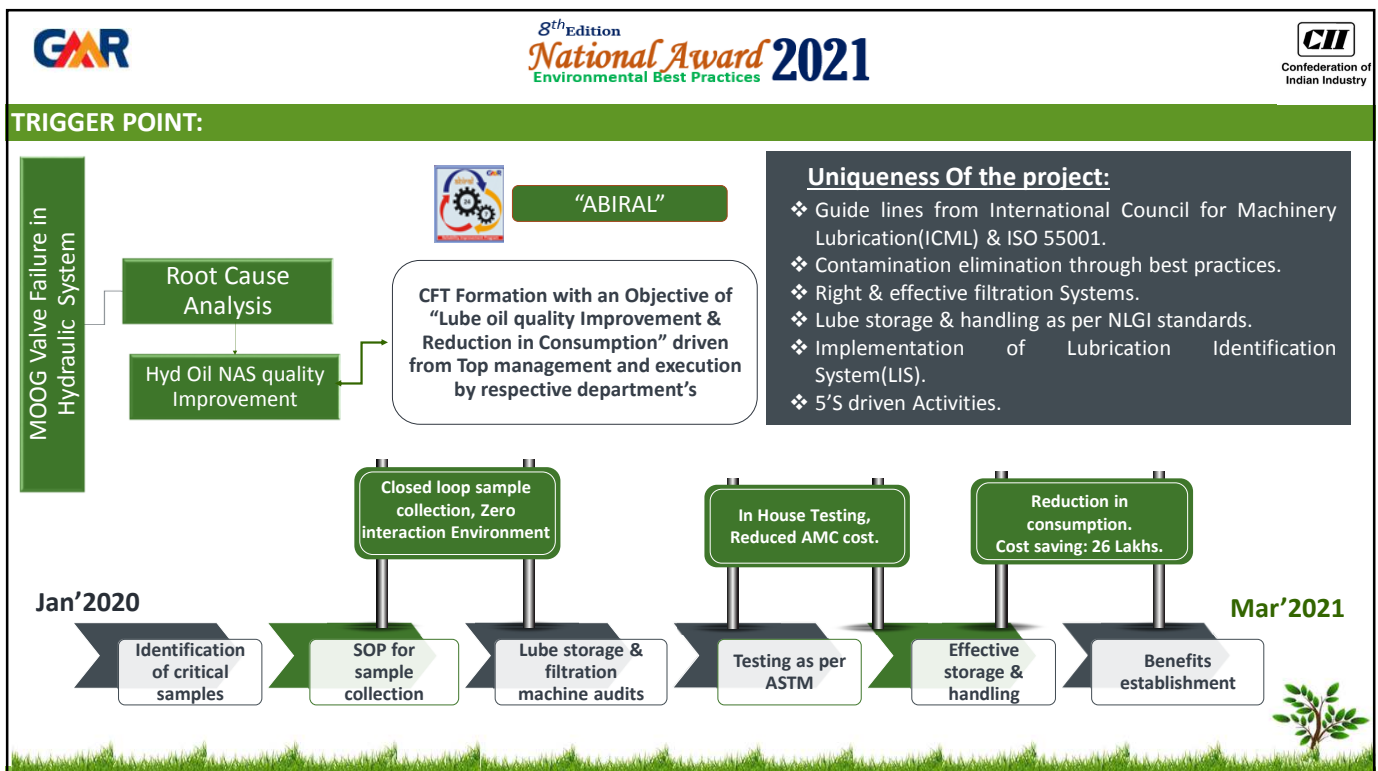 GMR
8th Edition
National Award 2021
Environmental Best Practices
CII
Confederation of
Indian Industry
TRIGGER POINT:
MOOG Valve Failure in
Hydraulic System
Root Cause
Analysis
Hyd Oil NAS quality
Improvement
GMR
24
7
“ABIRAL”
CFT Formation with an Objective of
“Lube oil quality Improvement &
Reduction in Consumption” driven
from Top management and execution
by respective department’s
Uniqueness Of the project:
❖ Guide lines from International Council for Machinery
Lubrication(ICML) & ISO 55001.
❖ Contamination elimination through best practices.
❖ Right & effective filtration Systems.
❖ Lube storage & handling as per NLGI standards.
❖ Implementation of Lubrication Identification
System(LIS).
❖ 5’S driven Activities.
Closed loop sample
collection, Zero
interaction Environment
In House Testing,
Reduced AMC cost.
Reduction in
consumption.
Cost saving: 26 Lakhs.
Jan’2020
Mar’2021
Identification
of critical
samples
SOP for
sample
collection
Lube storage &
filtration
machine audits
Testing as per
ASTM
Effective
storage &
handling
Benefits
establishment